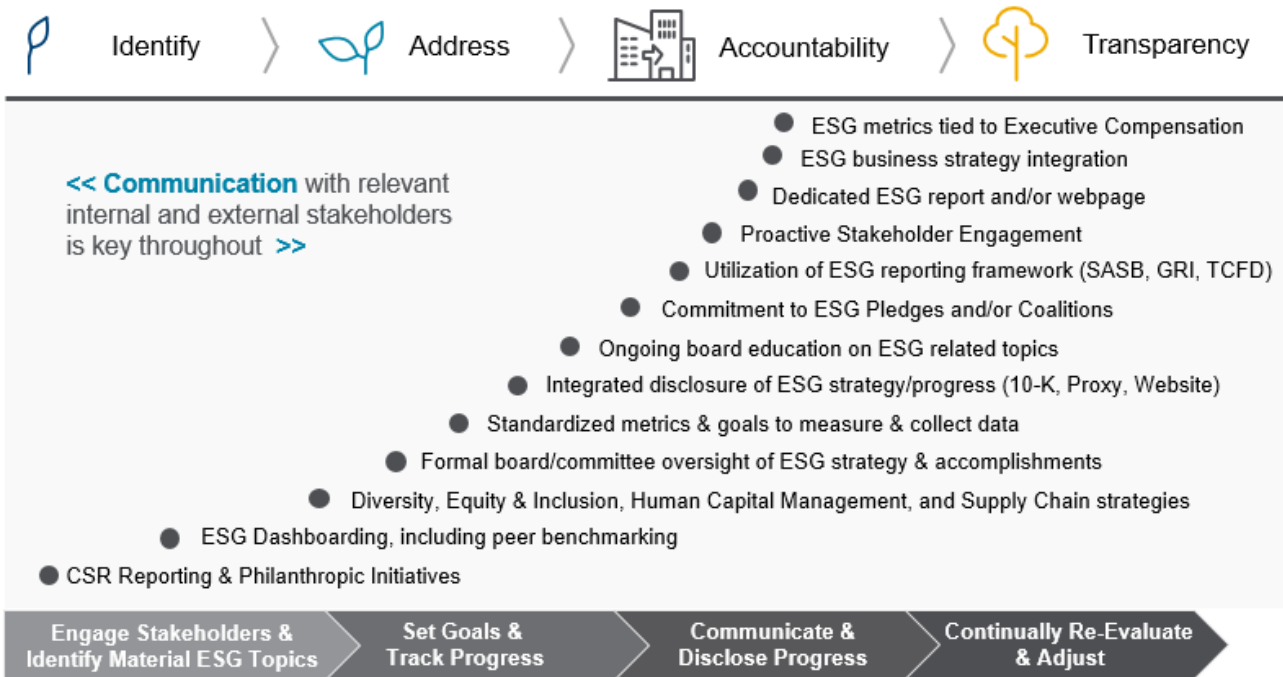 Identify
Address
Accountability
Transparency
<< Communication with relevant
internal and external stakeholders
is key throughout >>
ESG metrics tied to Executive Compensation
ESG business strategy integration
Dedicated ESG report and/or webpage
Proactive Stakeholder Engagement
Utilization of ESG reporting framework (SASB, GRI, TCFD)
Commitment to ESG Pledges and/or Coalitions
Ongoing board education on ESG related topics
Integrated disclosure of ESG strategy/progress (10-K, Proxy, Website)
Standardized metrics & goals to measure & collect data
Formal board/committee oversight of ESG strategy & accomplishments
Diversity, Equity & Inclusion, Human Capital Management, and Supply Chain strategies
ESG Dashboarding, including peer benchmarking
CSR Reporting & Philanthropic Initiatives
Engage Stakeholders &
Identify Material ESG Topics
Set Goals &
Track Progress
Communicate &
Disclose Progress
Continually Re-Evaluate
& Adjust